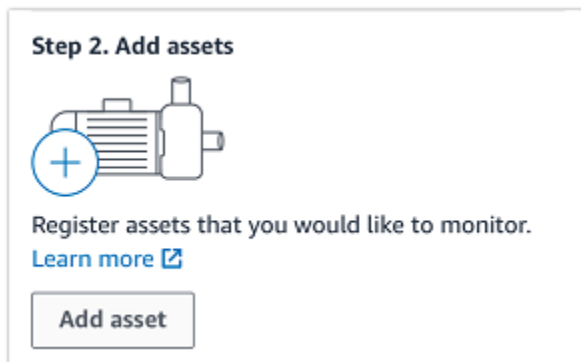 Step 2. Add assets
Register assets that you would like to monitor.
Learn more
Add asset